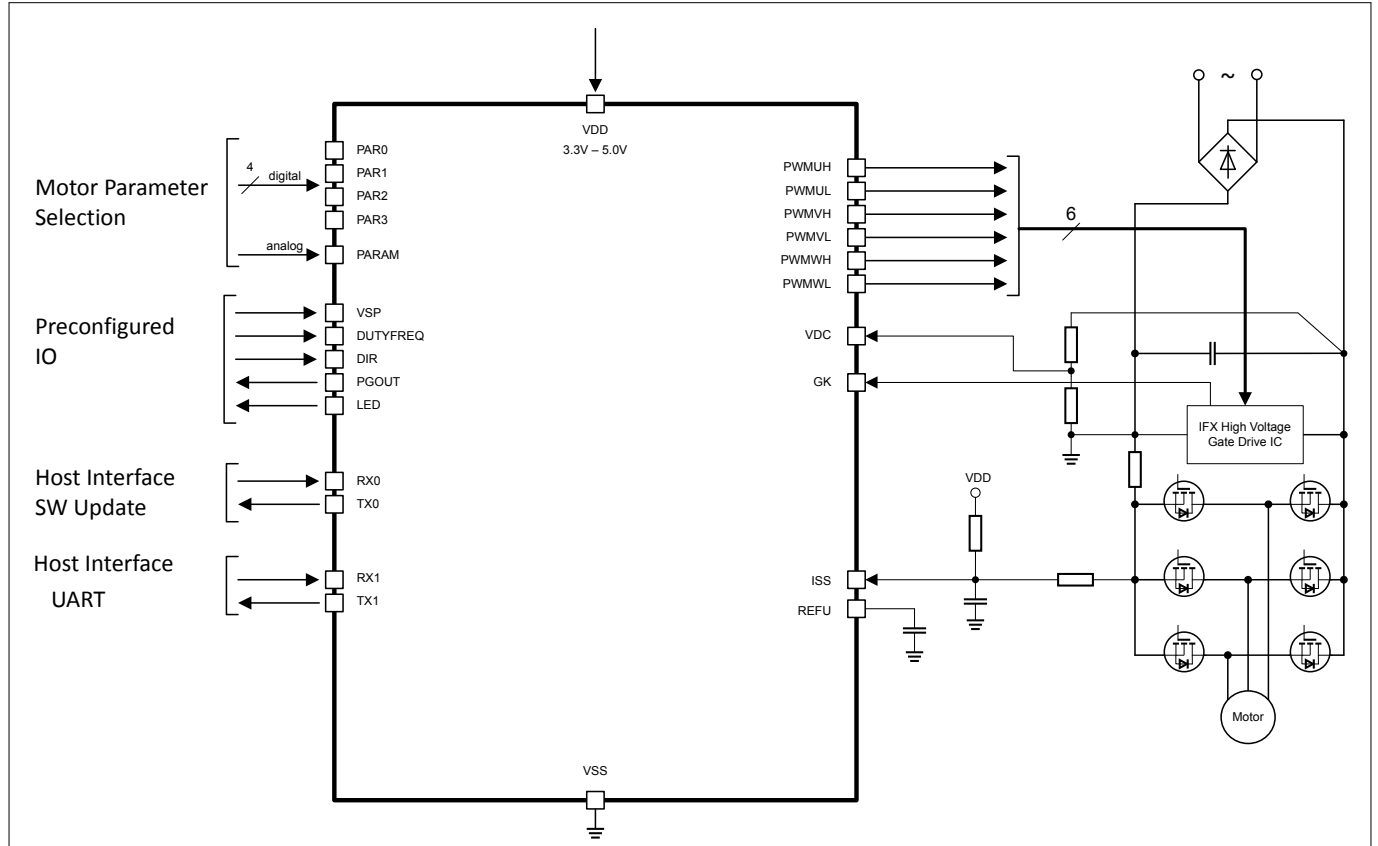 ~
VDD
3.3V – 5.0V
Motor Parameter
Selection
4
digital
analog
PAR0
PAR1
PAR2
PAR3
PARAM
Preconfigured
IO
VSP
DUTYFREQ
DIR
PGOUT
LED
Host Interface
SW Update
RX0
TX0
Host Interface
UART
RX1
TX1
VSS
PWMUH
PWMUL
PWMVH
PWMVL
PWMWH
PWMWL
6
VDC
GK
IFX High Voltage
Gate Drive IC
VDD
ISS
REFU
Motor